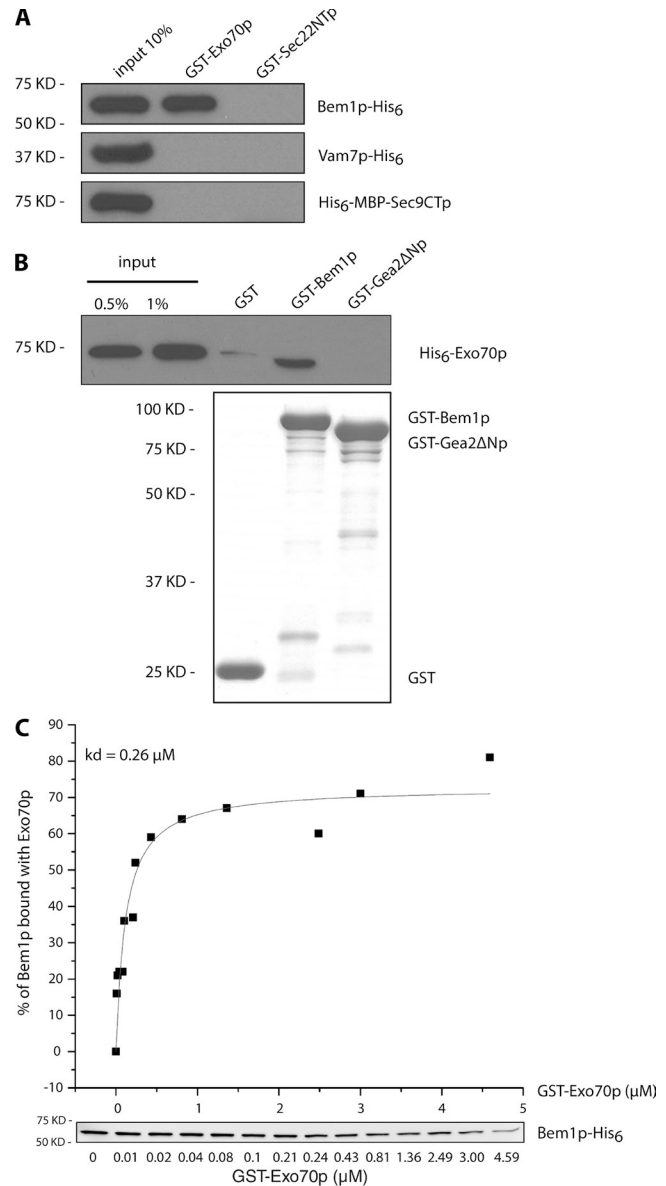 A
input 10%
GST-Exo70p
GST-Sec22NTp
75 KD -
Bem1p-His6
50 KD -
37 KD -
Vam7p-His6
75 KD -
His6-MBP-Sec9CTp
B
input
0.5% 1%
GST
GST-Bem1p
GST-Gea2ΔNp
75 KD -
His6-Exo70p
100 KD -
GST-Bem1p
75 KD -
GST-Gea2ΔNp
50 KD -
37 KD -
25 KD -
GST
C
90
kd = 0.26 µM
80
70
60
50
40
30
20
10
0
-10
% of Bem1p bound with Exo70p
0 1 2 3 4 5
GST-Exo70p (µM)
75 KD -
Bem1p-His6
50 KD -
0 0.01 0.02 0.04 0.08 0.1 0.21 0.24 0.43 0.81 1.36 2.49 3.00 4.59
GST-Exo70p (µM)